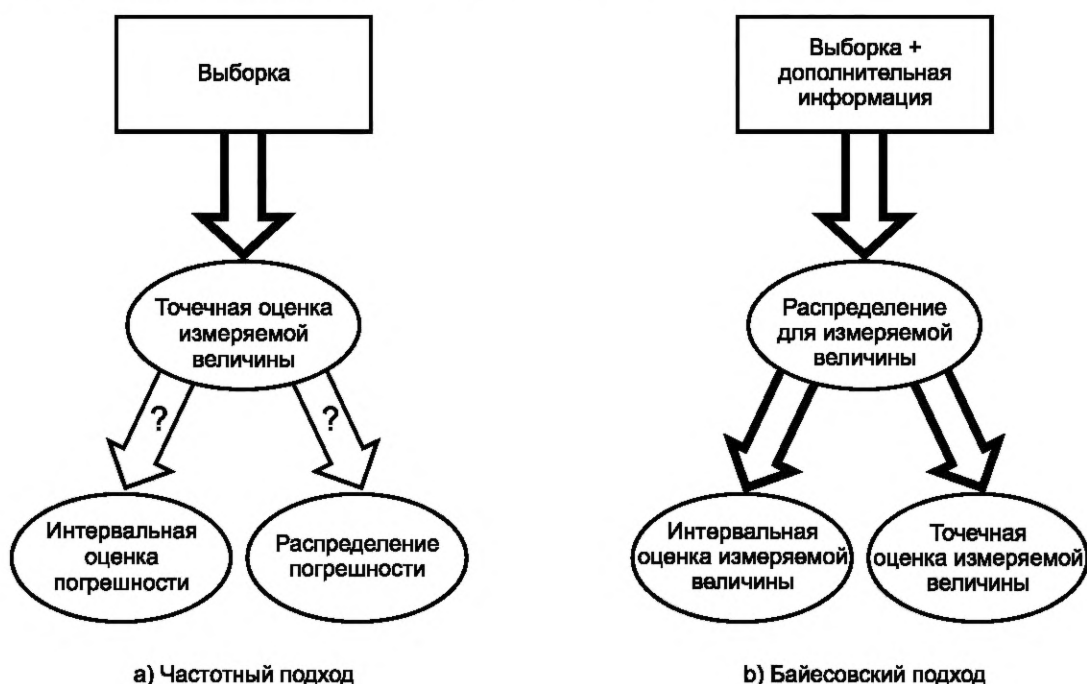 Выборка
Точечная оценка
измеряемой
величины
?
?
Интервальная
оценка
погрешности
Распределение
погрешности
a) Частотный подход
Выборка +
дополнительная
информация
Распределение
для измеряемой
величины
Интервальная
оценка измеряемой
величины
Точечная
оценка измеряемой
величины
b) Байесовский подход